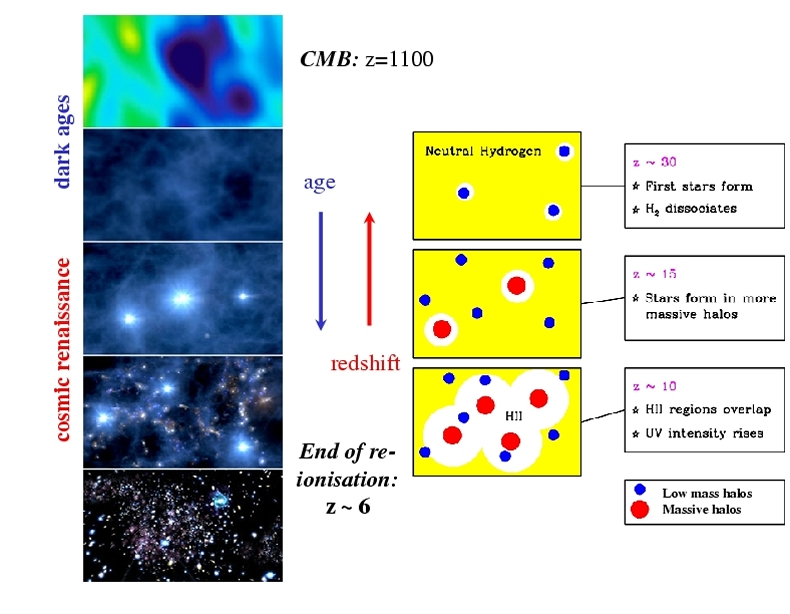 dark ages
cosmic renaissance
CMB: z=1100
age
redshift
End of re-
ionisation:
z ~ 6
Neutral Hydrogen
HII
z ~ 30
☆ First stars form
☆ H₂ dissociates
z ~ 15
☆ Stars form in more
massive halos
z ~ 10
☆ HII regions overlap
☆ UV intensity rises
Low mass halos
Massive halos